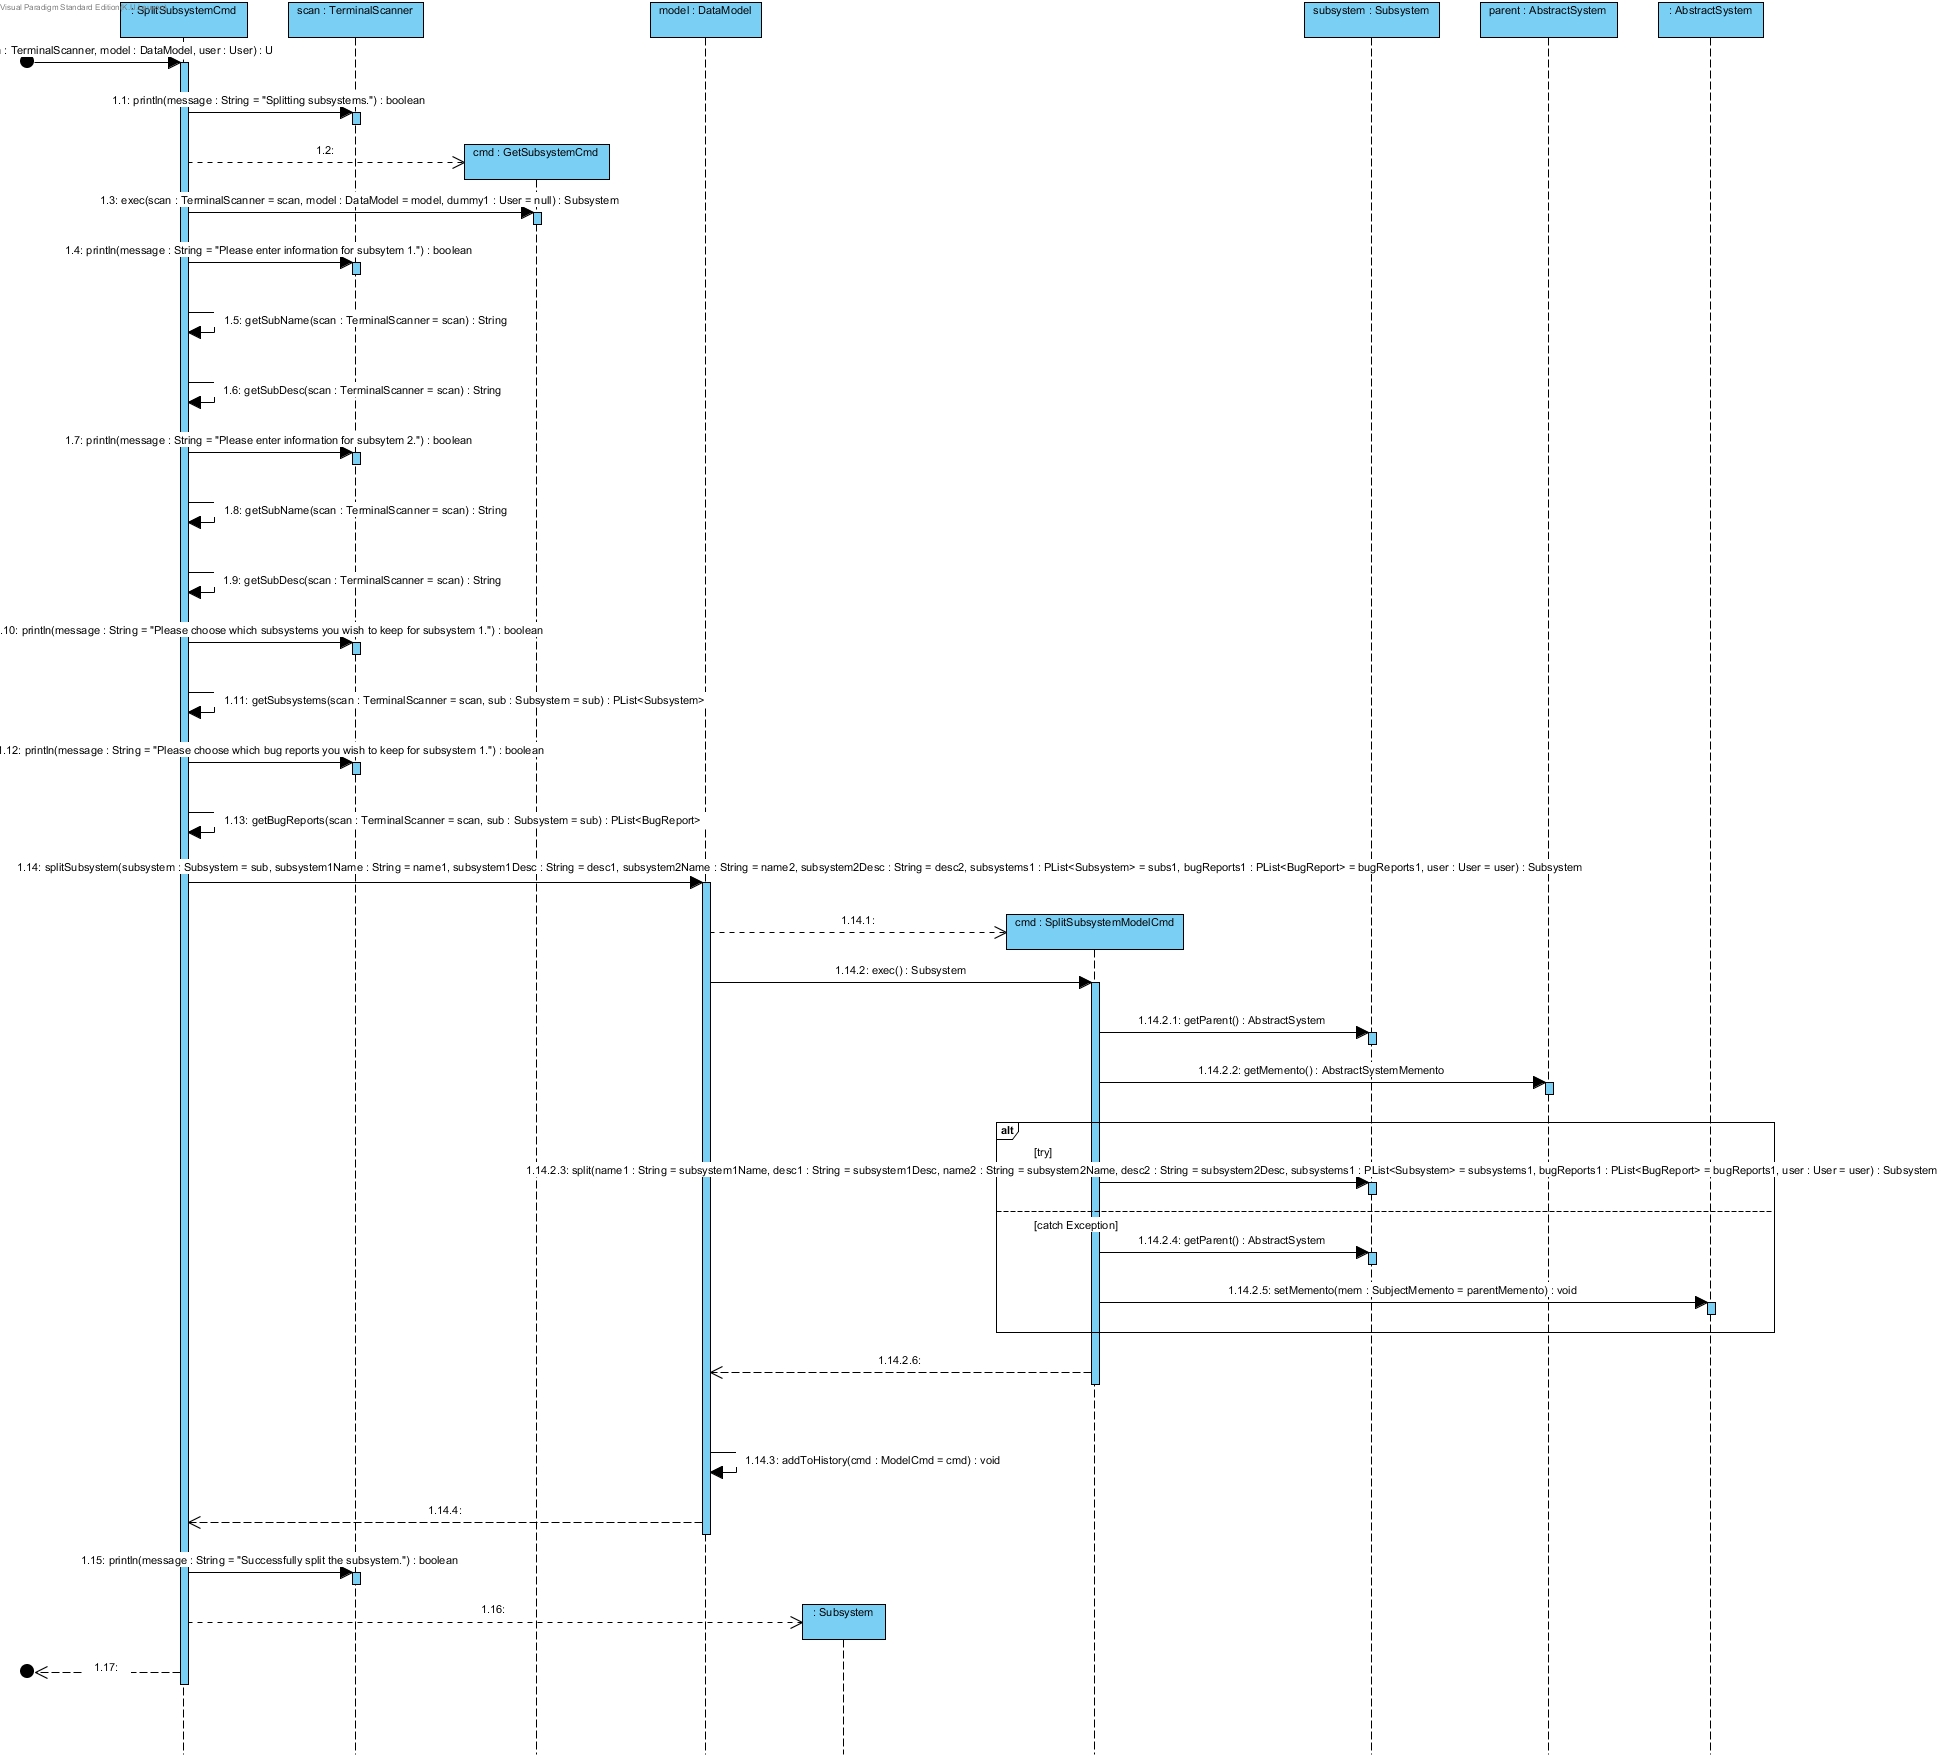 Visual Paradigm Standard Edition
: SplitSubsystemCmd
scan : TerminalScanner
model : DataModel
subsystem : Subsystem
parent : AbstractSystem
: AbstractSystem
: TerminalScanner, model : DataModel, user : User) : U
1.1: println(message : String = "Splitting subsystems.") : boolean
1.2:
cmd : GetSubsystemCmd
1.3: exec(scan : TerminalScanner = scan, model : DataModel = model, dummy1 : User = null) : Subsystem
1.4: println(message : String = "Please enter information for subsytem 1.") : boolean
1.5: getSubName(scan : TerminalScanner = scan) : String
1.6: getSubDesc(scan : TerminalScanner = scan) : String
1.7: println(message : String = "Please enter information for subsytem 2.") : boolean
1.8: getSubName(scan : TerminalScanner = scan) : String
1.9: getSubDesc(scan : TerminalScanner = scan) : String
.10: println(message : String = "Please choose which subsystems you wish to keep for subsystem 1.") : boolean
1.11: getSubsystems(scan : TerminalScanner = scan, sub : Subsystem = sub) : PList<Subsystem>
1.12: println(message : String = "Please choose which bug reports you wish to keep for subsystem 1.") : boolean
1.13: getBugReports(scan : TerminalScanner = scan, sub : Subsystem = sub) : PList<BugReport>
1.14: splitSubsystem(subsystem : Subsystem = sub, subsystem1Name : String = name1, subsystem1Desc : String = desc1, subsystem2Name : String = name2, subsystem2Desc : String = desc2, subsystems1 : PList<Subsystem> = subs1, bugReports1 : PList<BugReport> = bugReports1, user : User = user) : Subsystem
1.14.1:
cmd : SplitSubsystemModelCmd
1.14.2: exec() : Subsystem
1.14.2.1: getParent() : AbstractSystem
1.14.2.2: getMemento() : AbstractSystemMemento
alt
[try]
1.14.2.3: split(name1 : String = subsystem1Name, desc1 : String = subsystem1Desc, name2 : String = subsystem2Name, desc2 : String = subsystem2Desc, subsystems1 : PList<Subsystem> = subsystems1, bugReports1 : PList<BugReport> = bugReports1, user : User = user) : Subsystem
[catch Exception]
1.14.2.4: getParent() : AbstractSystem
1.14.2.5: setMemento(mem : SubjectMemento = parentMemento) : void
1.14.2.6:
1.14.3: addToHistory(cmd : ModelCmd = cmd) : void
1.14.4:
1.15: println(message : String = "Successfully split the subsystem.") : boolean
1.16:
: Subsystem
1.17: